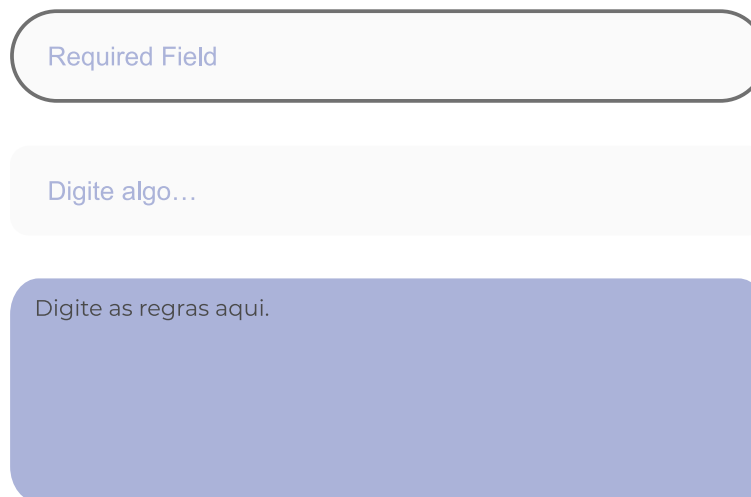 Required Field
Digite algo…
Digite as regras aqui.